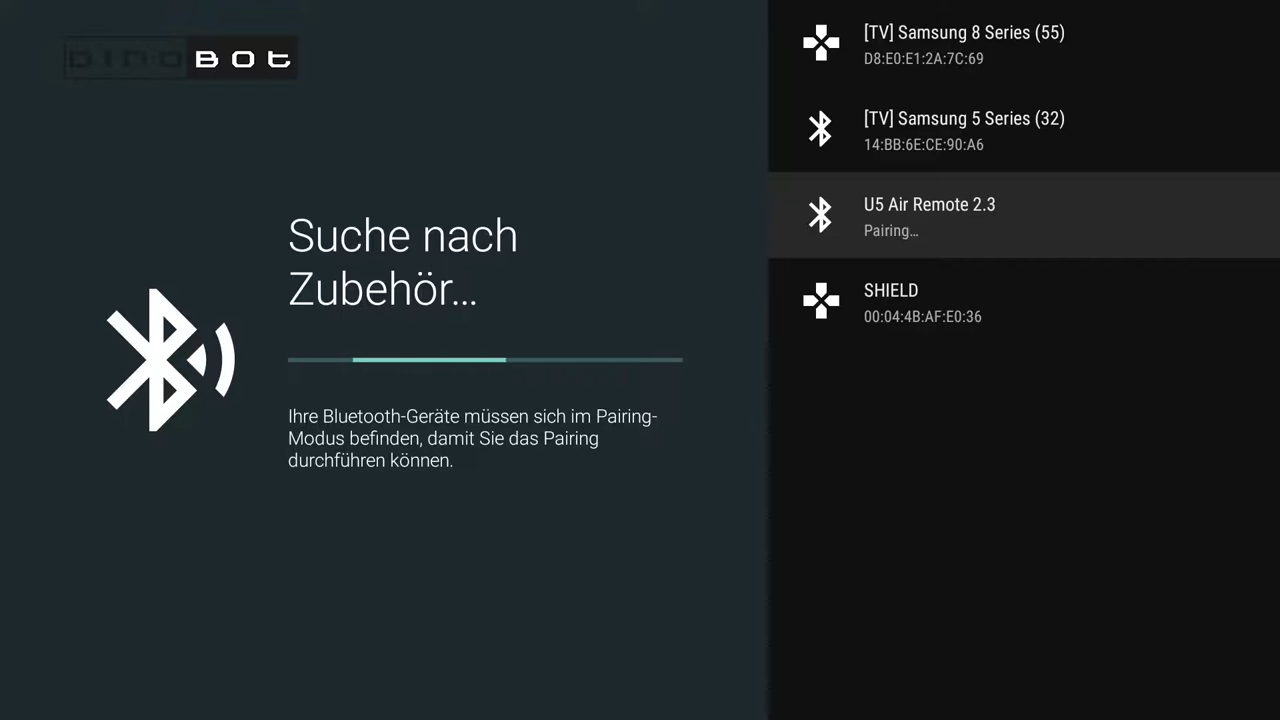 DINOBOT
Suche nach
Zubehör...
Ihre Bluetooth-Geräte müssen sich im Pairing-
Modus befinden, damit Sie das Pairing
durchführen können.
[TV] Samsung 8 Series (55)
D8:E0:E1:2A:7C:69
[TV] Samsung 5 Series (32)
14:BB:6E:CE:90:A6
U5 Air Remote 2.3
Pairing...
SHIELD
00:04:4B:AF:E0:36